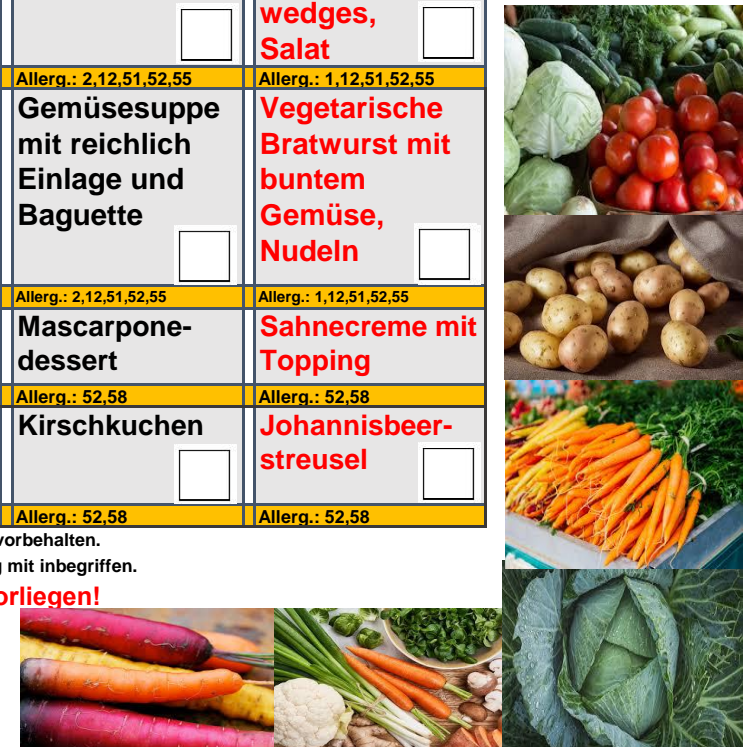 wedges,
Salat
Allerg.: 2,12,51,52,55
Allerg.: 1,12,51,52,55
Gemüsesuppe
mit reichlich
Einlage und
Baguette
Vegetarische
Bratwurst mit
buntem
Gemüse,
Nudeln
Allerg.: 2,12,51,52,55
Allerg.: 1,12,51,52,55
Mascarpone-
dessert
Sahnecreme mit
Topping
Allerg.: 52,58
Allerg.: 52,58
Kirschkuchen
Johannisbeer-
streusel
Allerg.: 52,58
Allerg.: 52,58
vorbehalten.
mit inbegriffen.
orliegen!